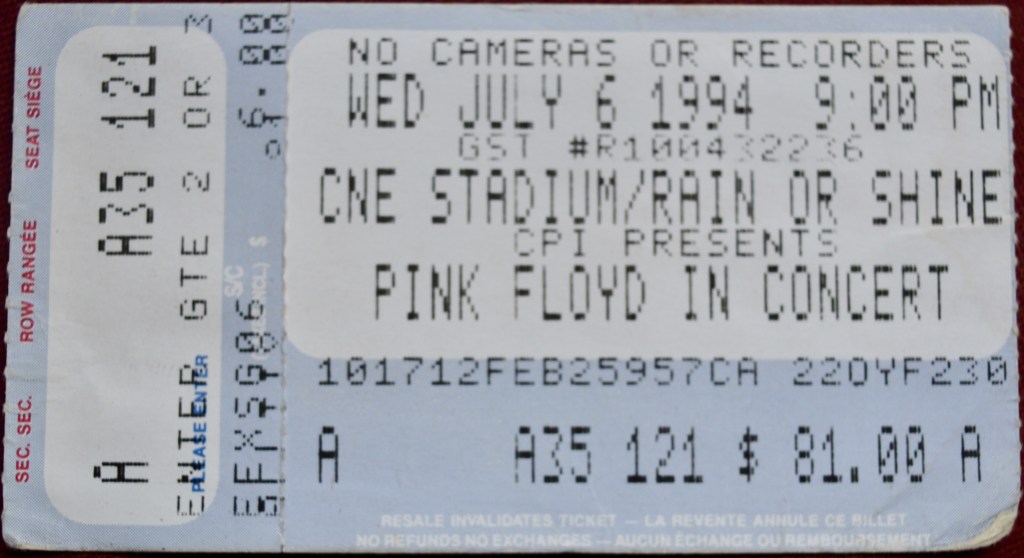 SEC. SEC. ROW RANGÉE SEAT SIÈGE
A A35 121
ENTER GTE 2 OR 3
PLEASE ENTER
S/C
NO CAMERAS OR RECORDERS
WED JULY 6 1994 9:00 PM
GST #R100432236
CNE STADIUM/RAIN OR SHINE
CPI PRESENTS
PINK FLOYD IN CONCERT
101712FEB25957CA 220YF230
A A35 121 $ 81.00 A
RESALE INVALIDATES TICKET — LA REVENTE ANNULE CE BILLET
NO REFUNDS NO EXCHANGES — AUCUN ÉCHANGE OU REMBOURSEMENT